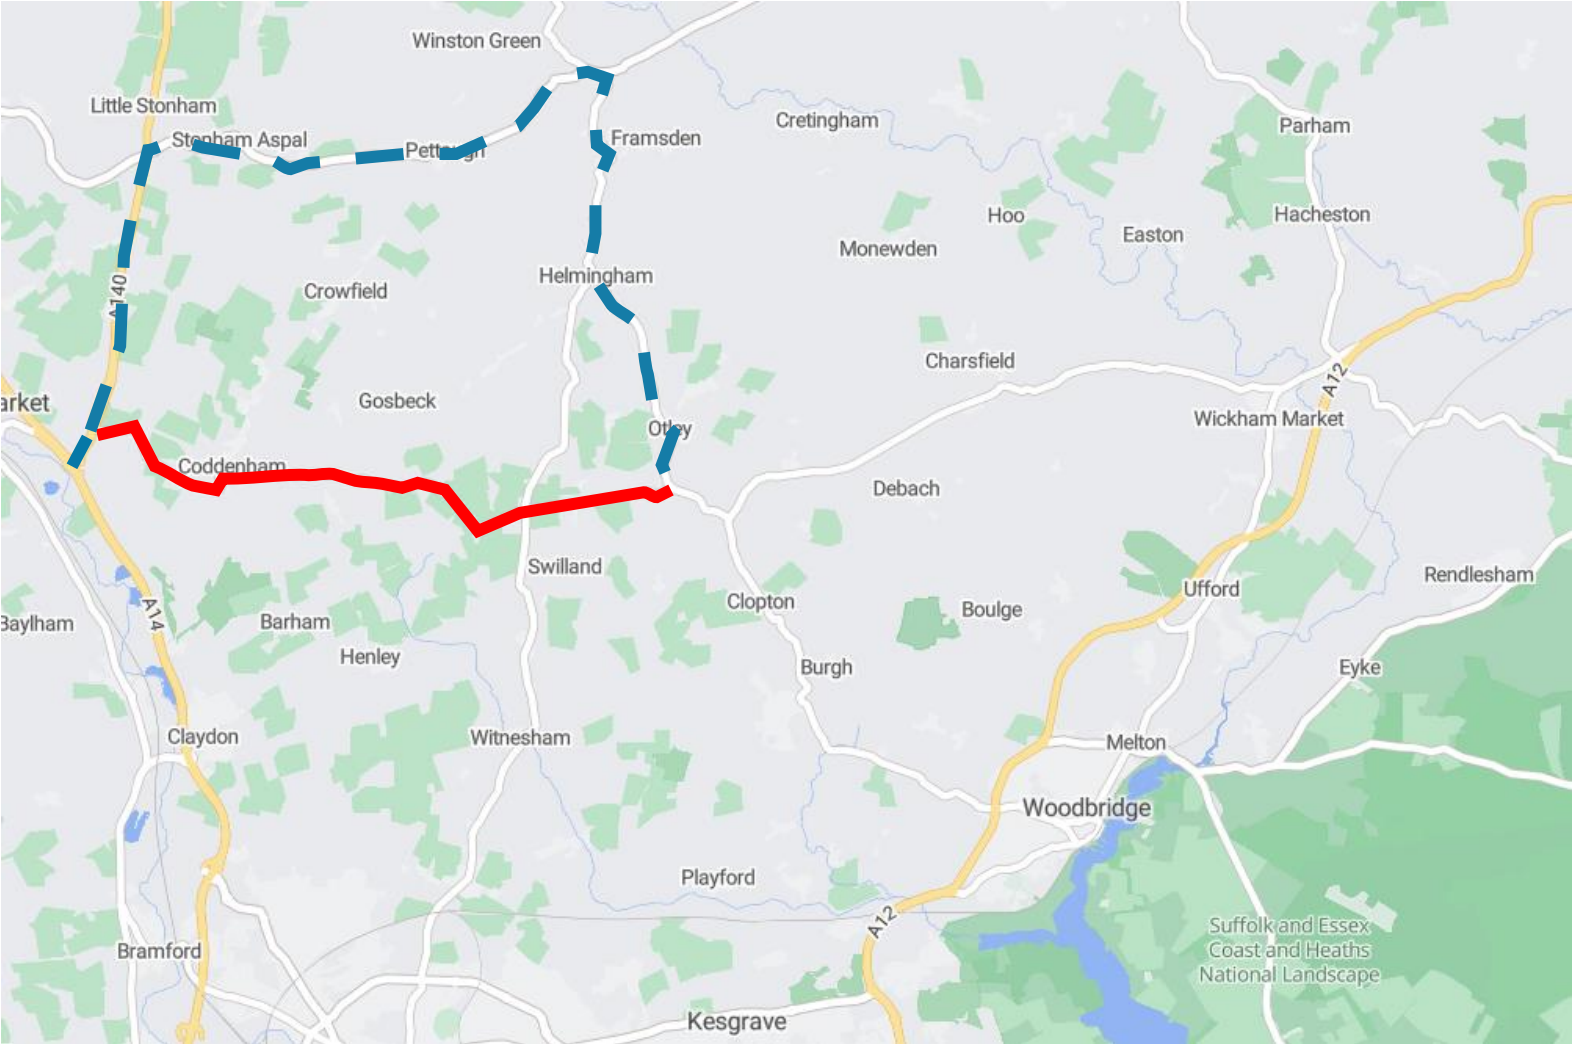 Winston Green
Little Stonham
Stonham Aspal
Pettaugh
Framsden
Cretingham
Parham
Hacheston
Hoo
Easton
Monewden
Helmingham
Crowfield
A140
Charsfield
A12
arket
Gosbeck
Otley
Wickham Market
Coddenham
Debach
Swilland
Rendlesham
Ufford
Clopton
Boulge
A14
Baylham
Barham
Henley
Burgh
Eyke
Claydon
Witnesham
Melton
Woodbridge
Playford
A12
Suffolk and Essex
Coast and Heaths
National Landscape
Bramford
Kesgrave